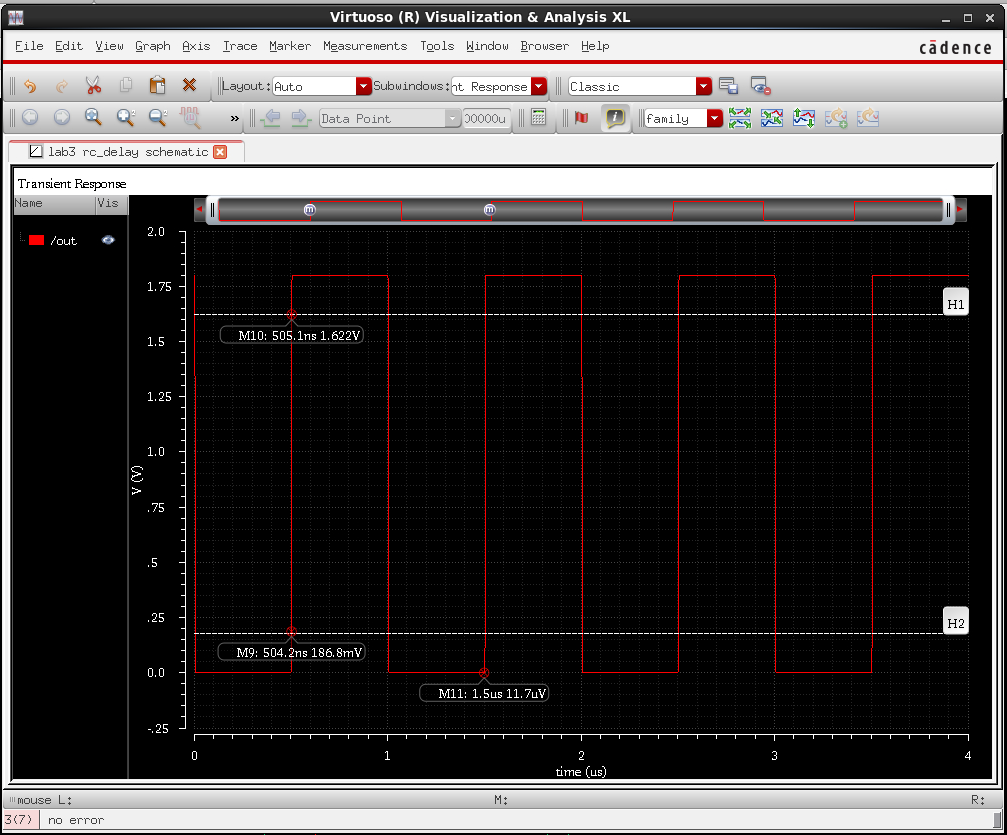 Virtuoso (R) Visualization & Analysis XL
File Edit View Graph Axis Trace Marker Measurements Tools Window Browser Help
cādence
Layout: Auto Subwindows: nt Response Classic
» Data Point 00000u family
lab3 rc_delay schematic
Transient Response
Name Vis
/out
m m
2.0
1.75
1.5
1.25
1.0
.75
.5
.25
0.0
-.25
V (V)
H1
M10: 505.1ns 1.622V
H2
M9: 504.2ns 186.8mV
M11: 1.5us 11.7uV
0 1 2 3 4
time (us)
mouse L: M: R:
3(7) no error